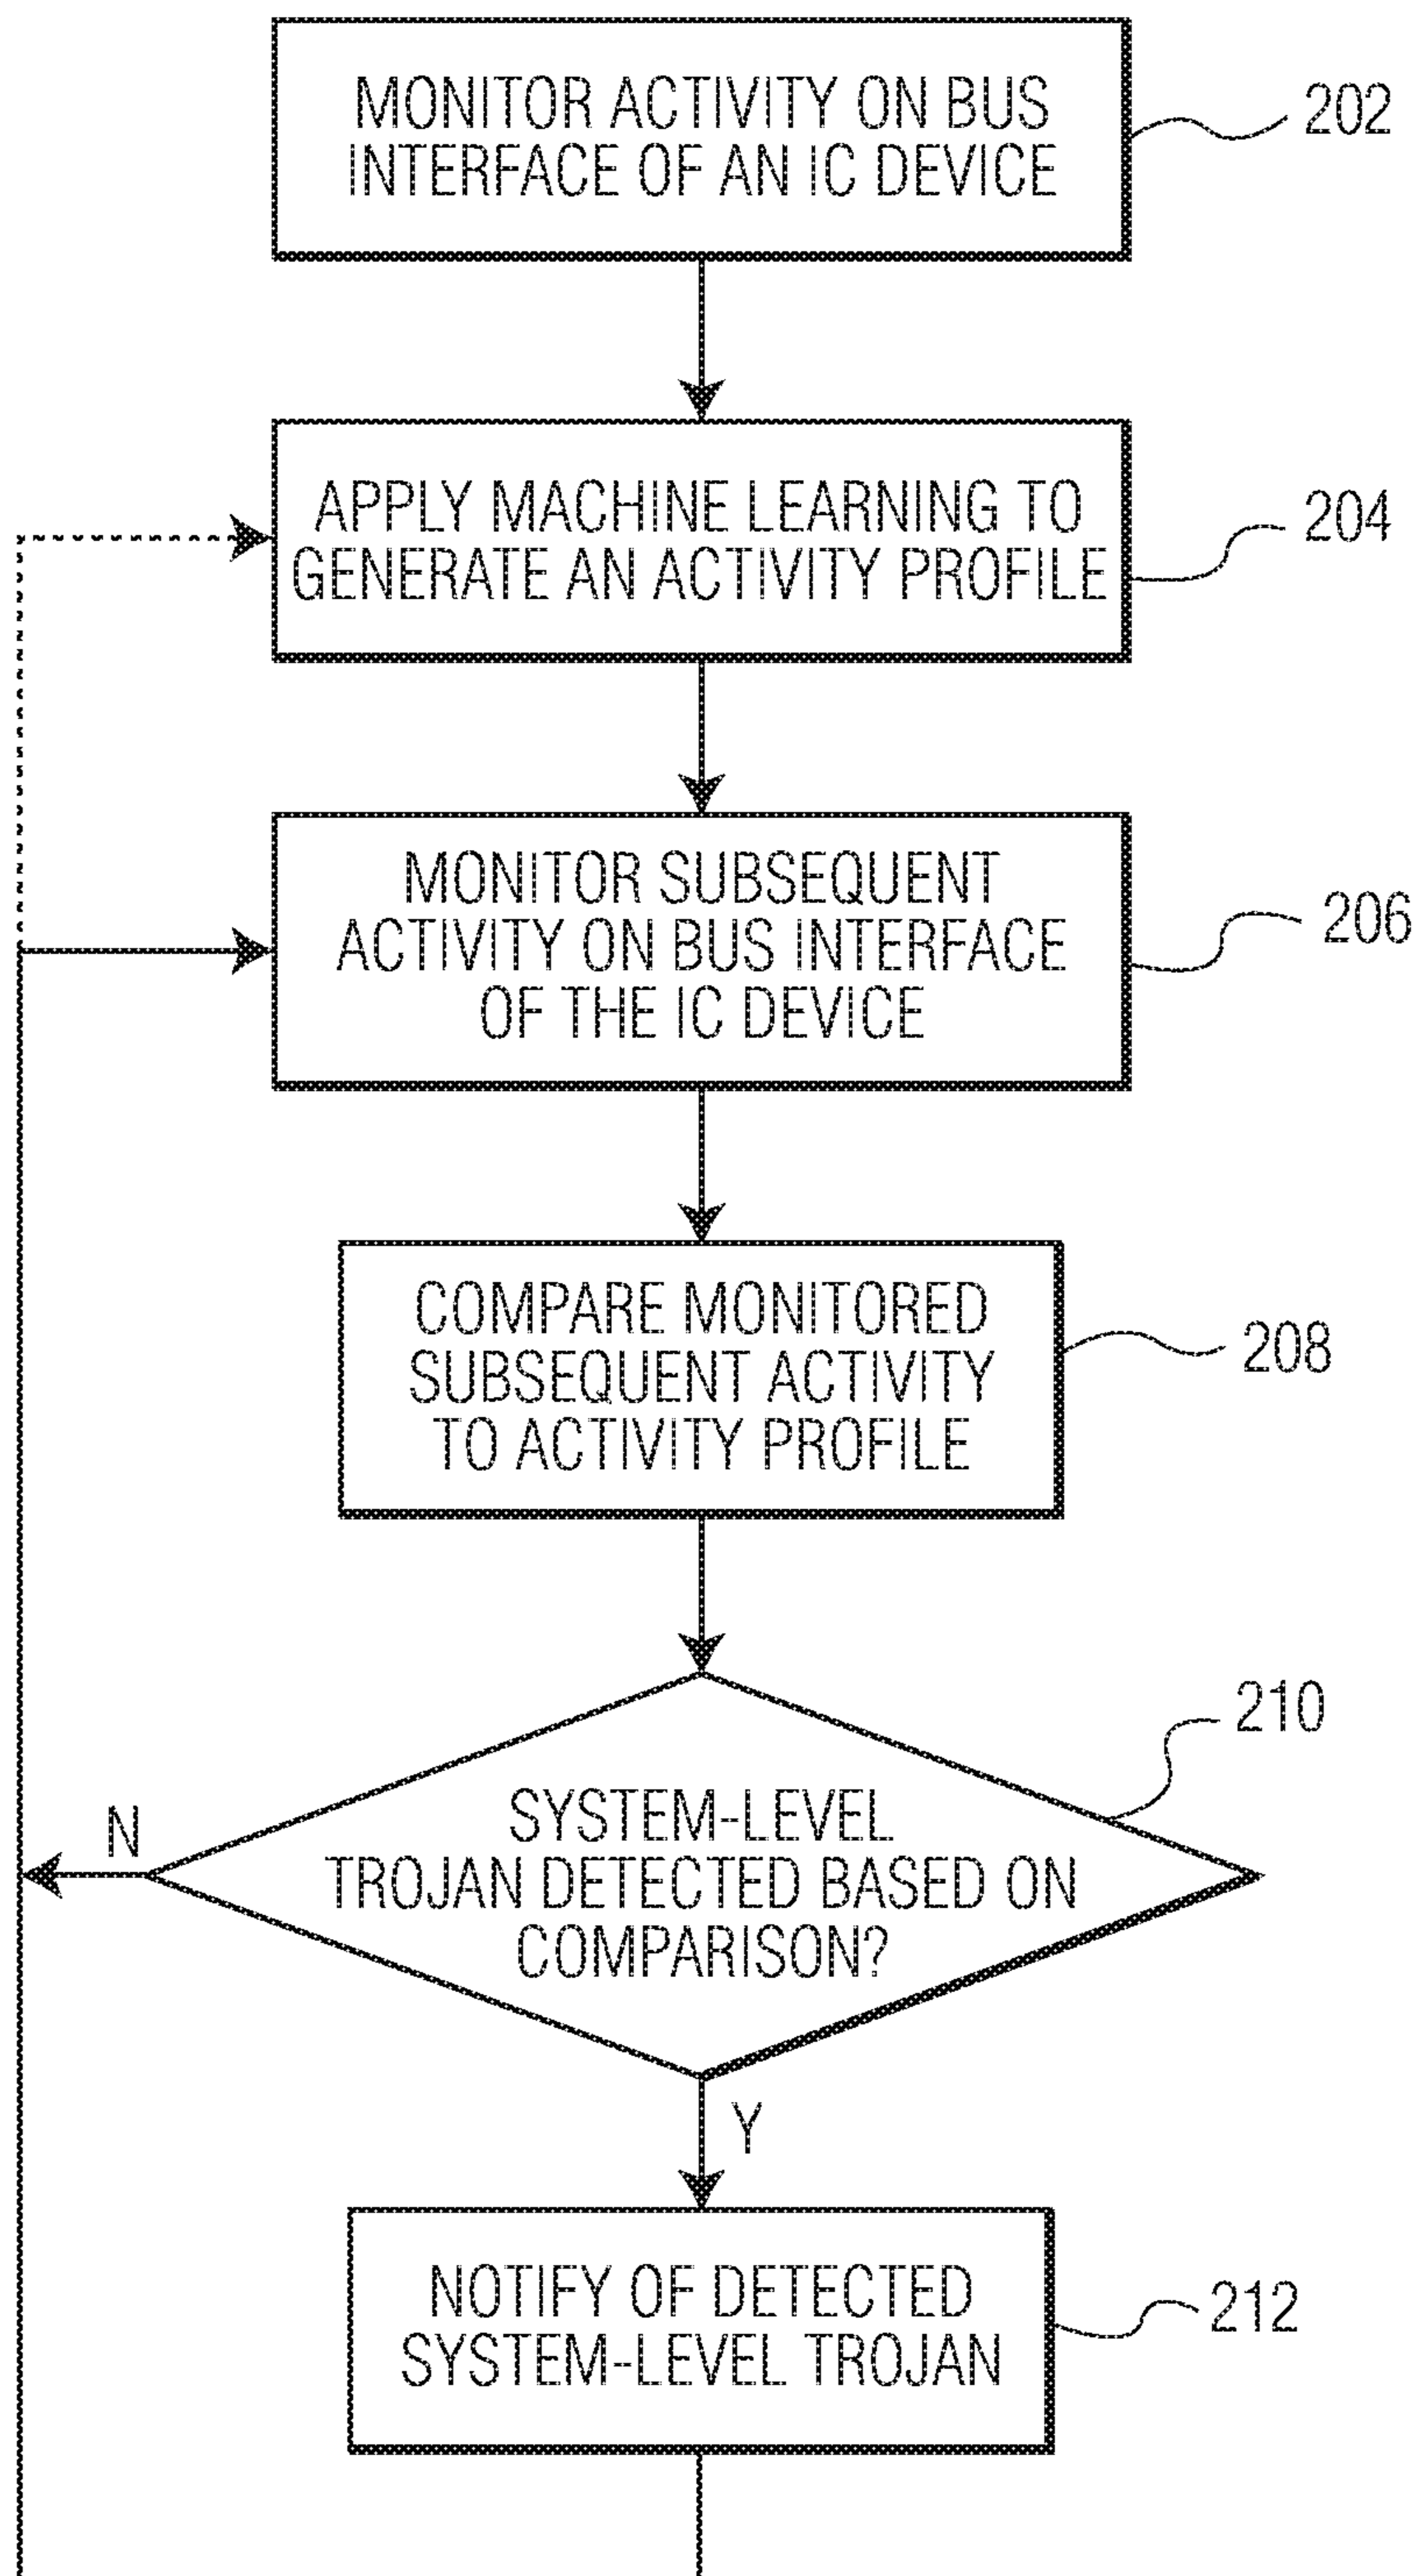 MONITOR ACTIVITY ON BUS
INTERFACE OF AN IC DEVICE
202
APPLY MACHINE LEARNING TO
GENERATE AN ACTIVITY PROFILE
204
MONITOR SUBSEQUENT
ACTIVITY ON BUS INTERFACE
OF THE IC DEVICE
206
COMPARE MONITORED
SUBSEQUENT ACTIVITY
TO ACTIVITY PROFILE
208
210
SYSTEM-LEVEL
TROJAN DETECTED BASED ON
COMPARISON?
N
Y
NOTIFY OF DETECTED
SYSTEM-LEVEL TROJAN
212